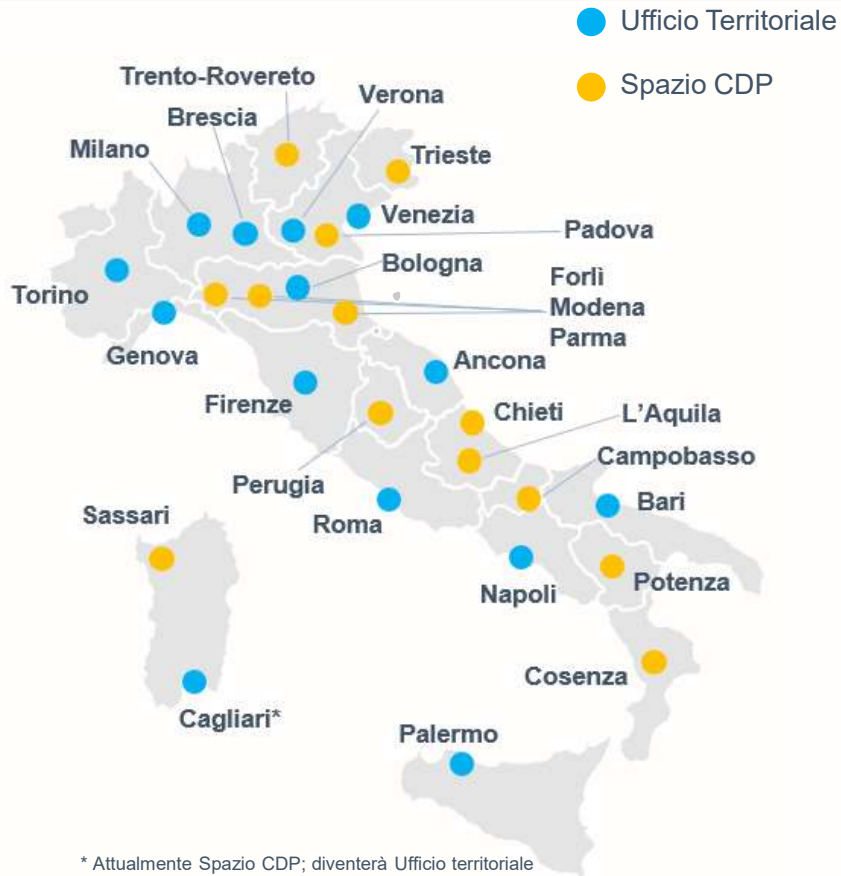 Ufficio Territoriale
Spazio CDP
Trento-Rovereto
Verona
Brescia
Milano
Trieste
Venezia
Padova
Bologna
Forlì
Modena
Parma
Torino
Genova
Ancona
Firenze
Chieti
L'Aquila
Campobasso
Perugia
Roma
Bari
Sassari
Napoli
Potenza
Cosenza
Cagliari*
Palermo
* Attualmente Spazio CDP; diventerà Ufficio territoriale